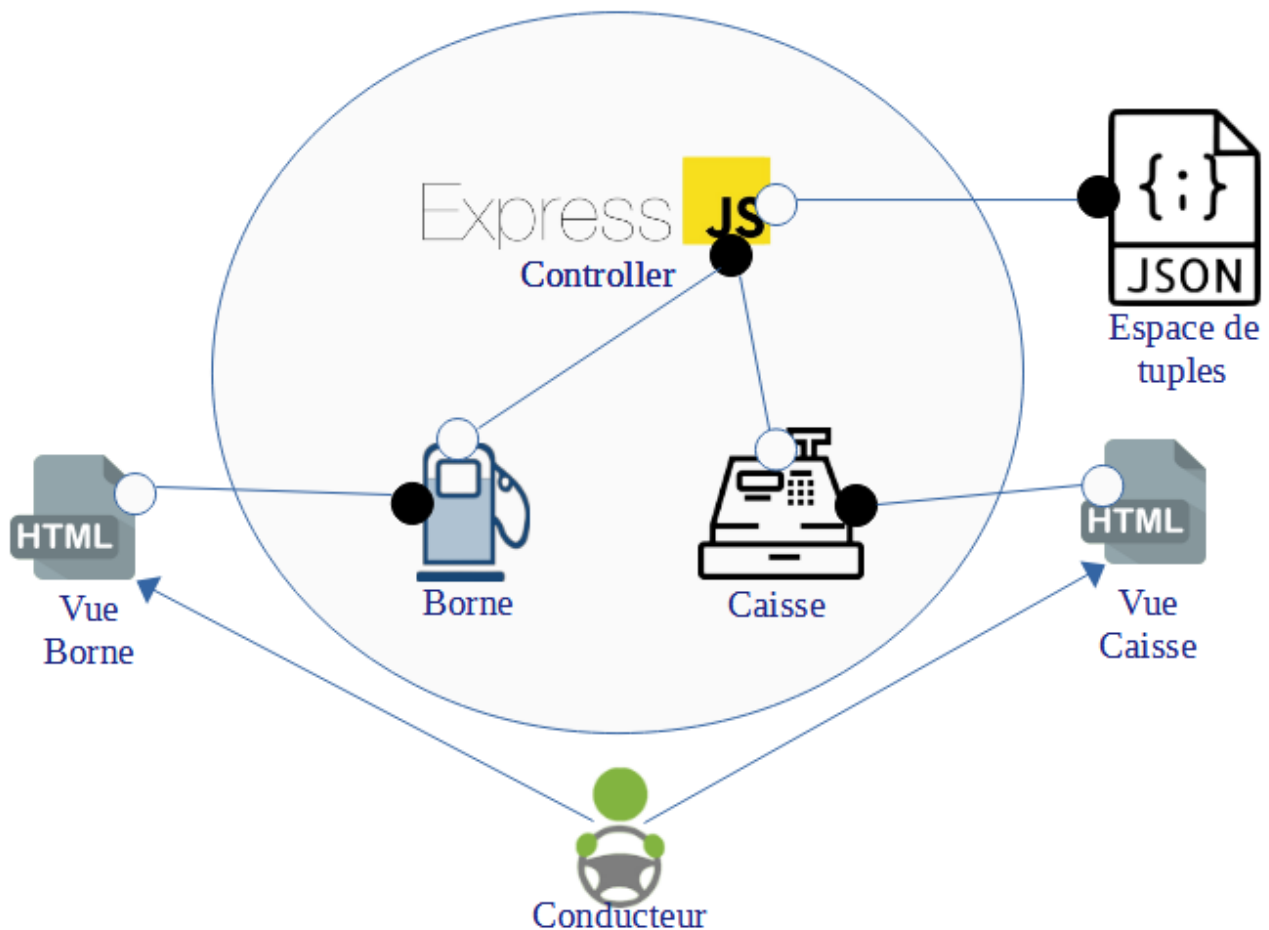 Express
JS
Controller
{;}
JSON
Espace de
tuples
HTML
Vue
Borne
Borne
Caisse
HTML
Vue
Caisse
Conducteur